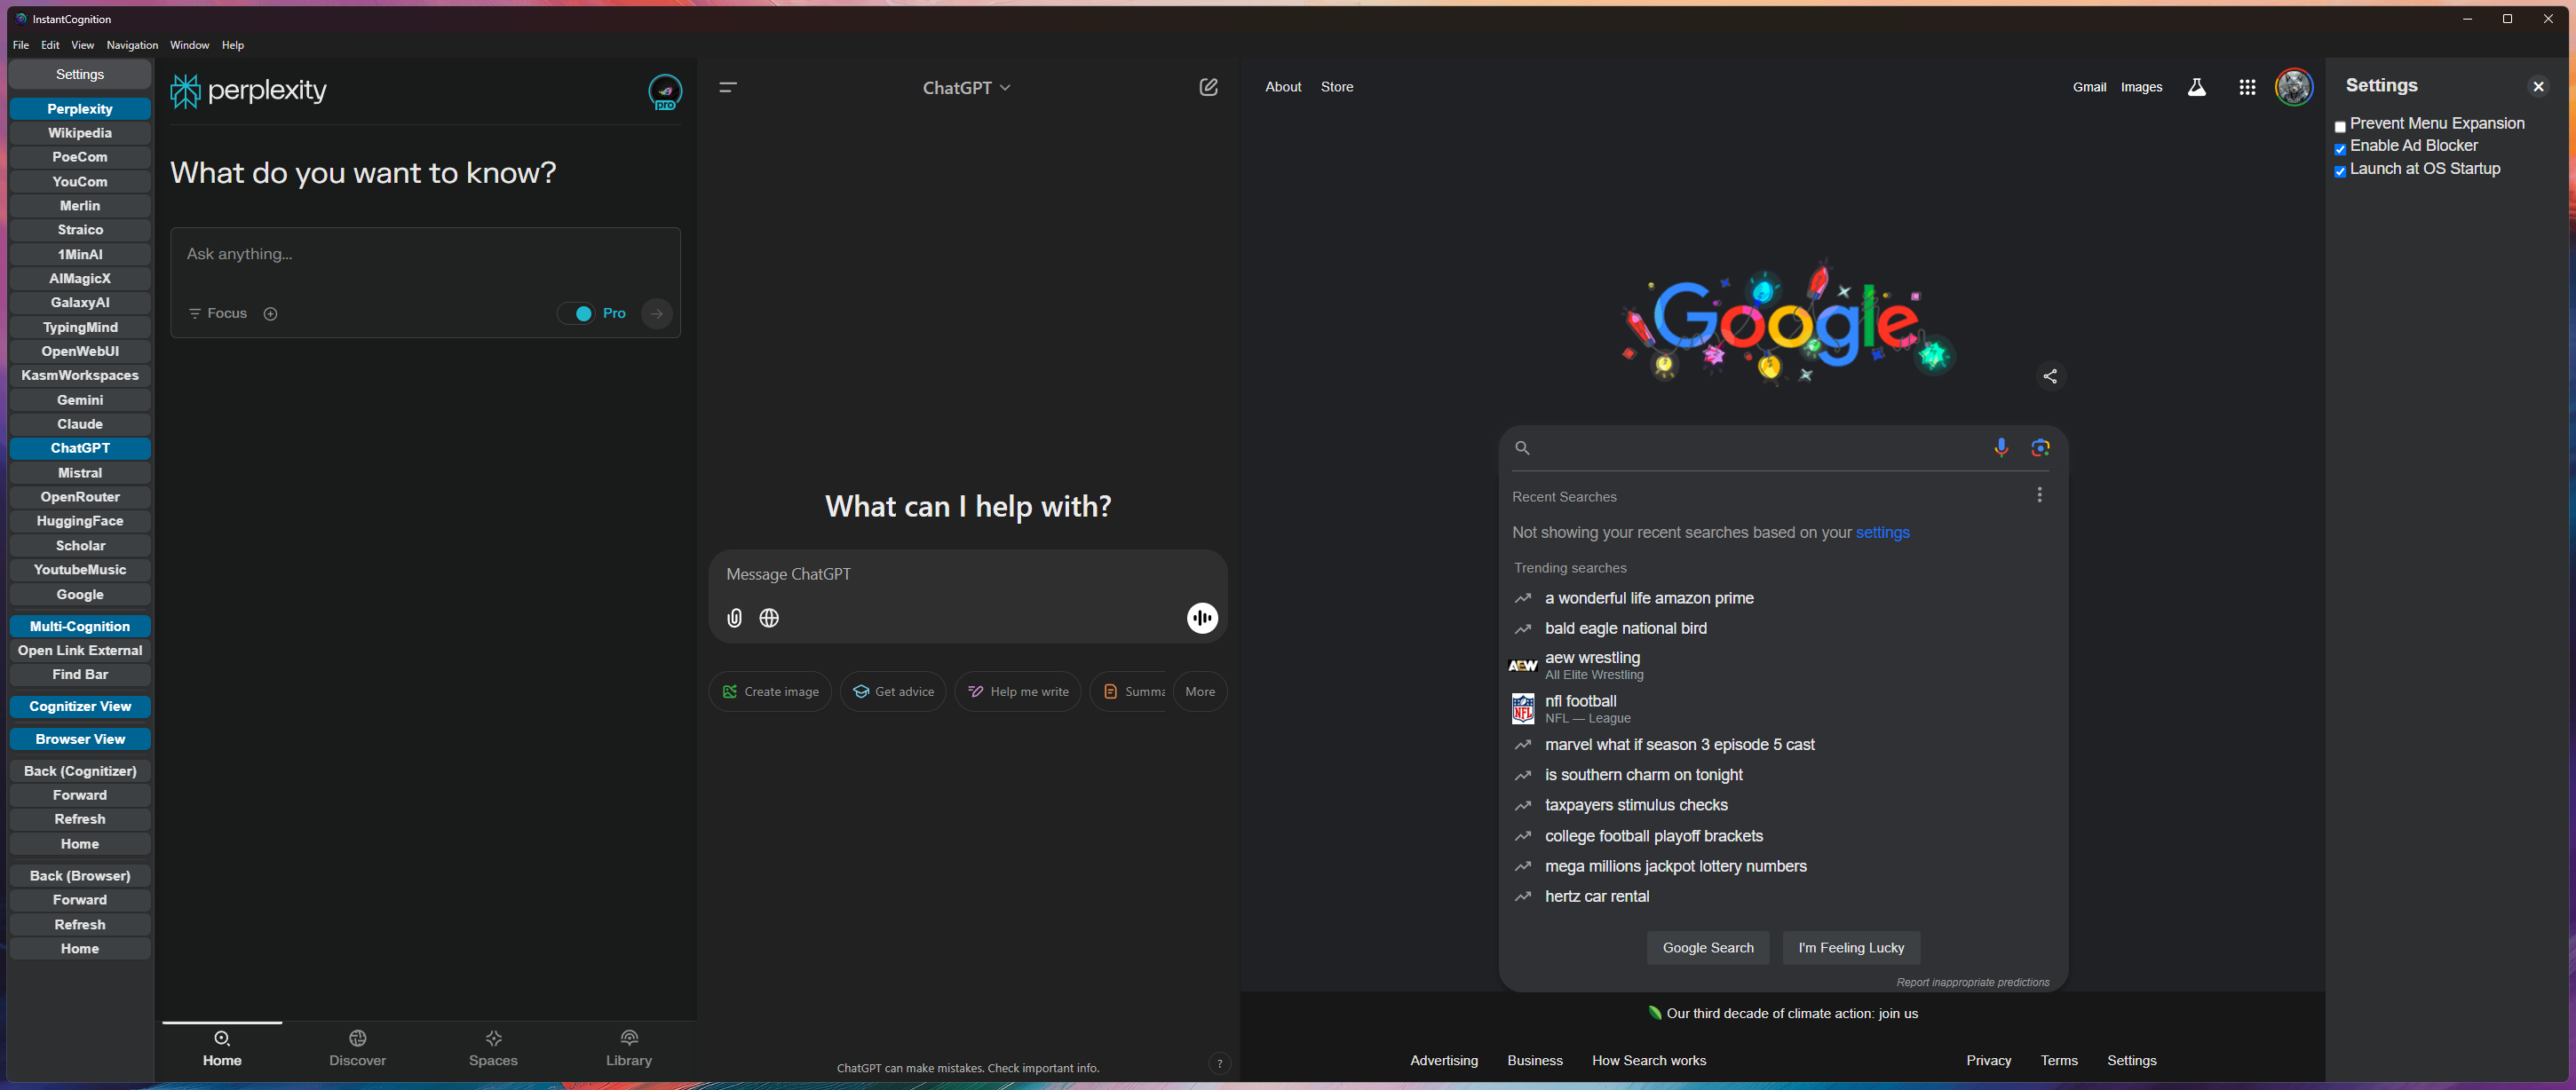 InstantCognition
File Edit View Navigation Window Help
Settings
Perplexity
Wikipedia
PoeCom
YouCom
Merlin
Straico
1MinAI
AIMagicX
GalaxyAI
TypingMind
OpenWebUI
KasmWorkspaces
Gemini
Claude
ChatGPT
Mistral
OpenRouter
HuggingFace
Scholar
YoutubeMusic
Google
Multi-Cognition
Open Link External
Find Bar
Cognitizer View
Browser View
Back (Cognitizer)
Forward
Refresh
Home
Back (Browser)
Forward
Refresh
Home
perplexity
pro
What do you want to know?
Ask anything...
Focus
Pro
Home
Discover
Spaces
Library
ChatGPT
What can I help with?
Message ChatGPT
Create image
Get advice
Help me write
Summa
More
ChatGPT can make mistakes. Check important info.
?
About Store
Gmail Images
Google
Recent Searches
Not showing your recent searches based on your settings
Trending searches
a wonderful life amazon prime
bald eagle national bird
AEW
aew wrestling
All Elite Wrestling
NFL
nfl football
NFL — League
marvel what if season 3 episode 5 cast
is southern charm on tonight
taxpayers stimulus checks
college football playoff brackets
mega millions jackpot lottery numbers
hertz car rental
Google Search
I'm Feeling Lucky
Report inappropriate predictions
Our third decade of climate action: join us
Advertising Business How Search works
Privacy Terms Settings
Settings
Prevent Menu Expansion
Enable Ad Blocker
Launch at OS Startup